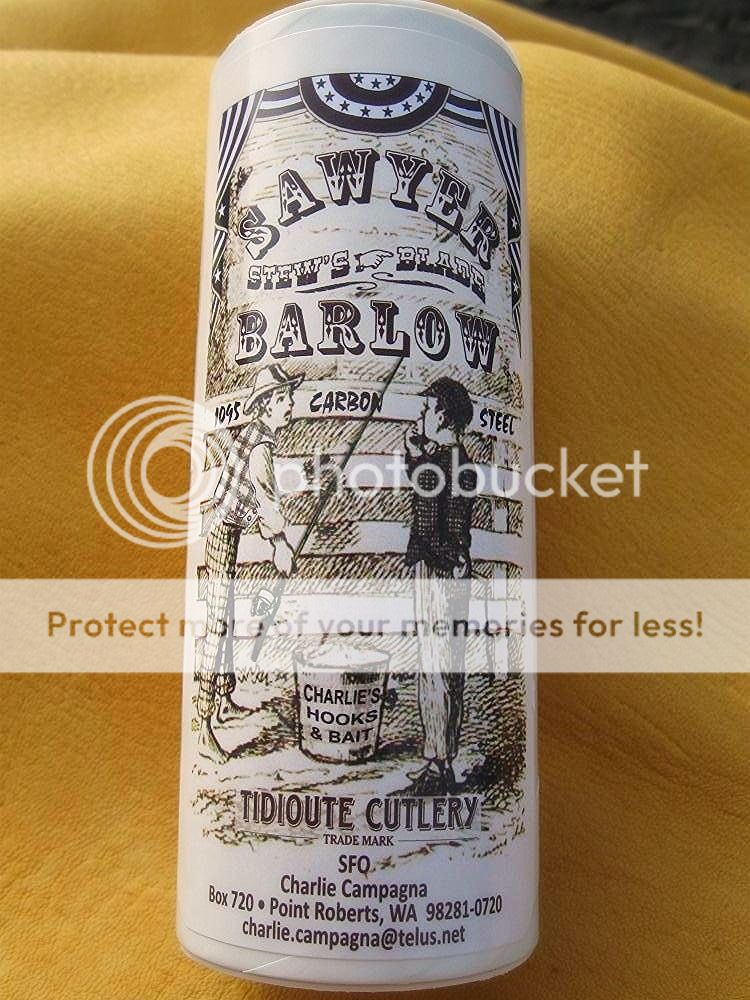 SAWYER
STEW'S BLADE
BARLOW
1095 CARBON STEEL
photobucket
Protect more of your memories for less!
CHARLIE'S
HOOKS
& BAIT
TIDIOUTE CUTLERY
TRADE MARK
SFO
Charlie Campagna
Box 720 • Point Roberts, WA 98281-0720
charlie.campagna@telus.net